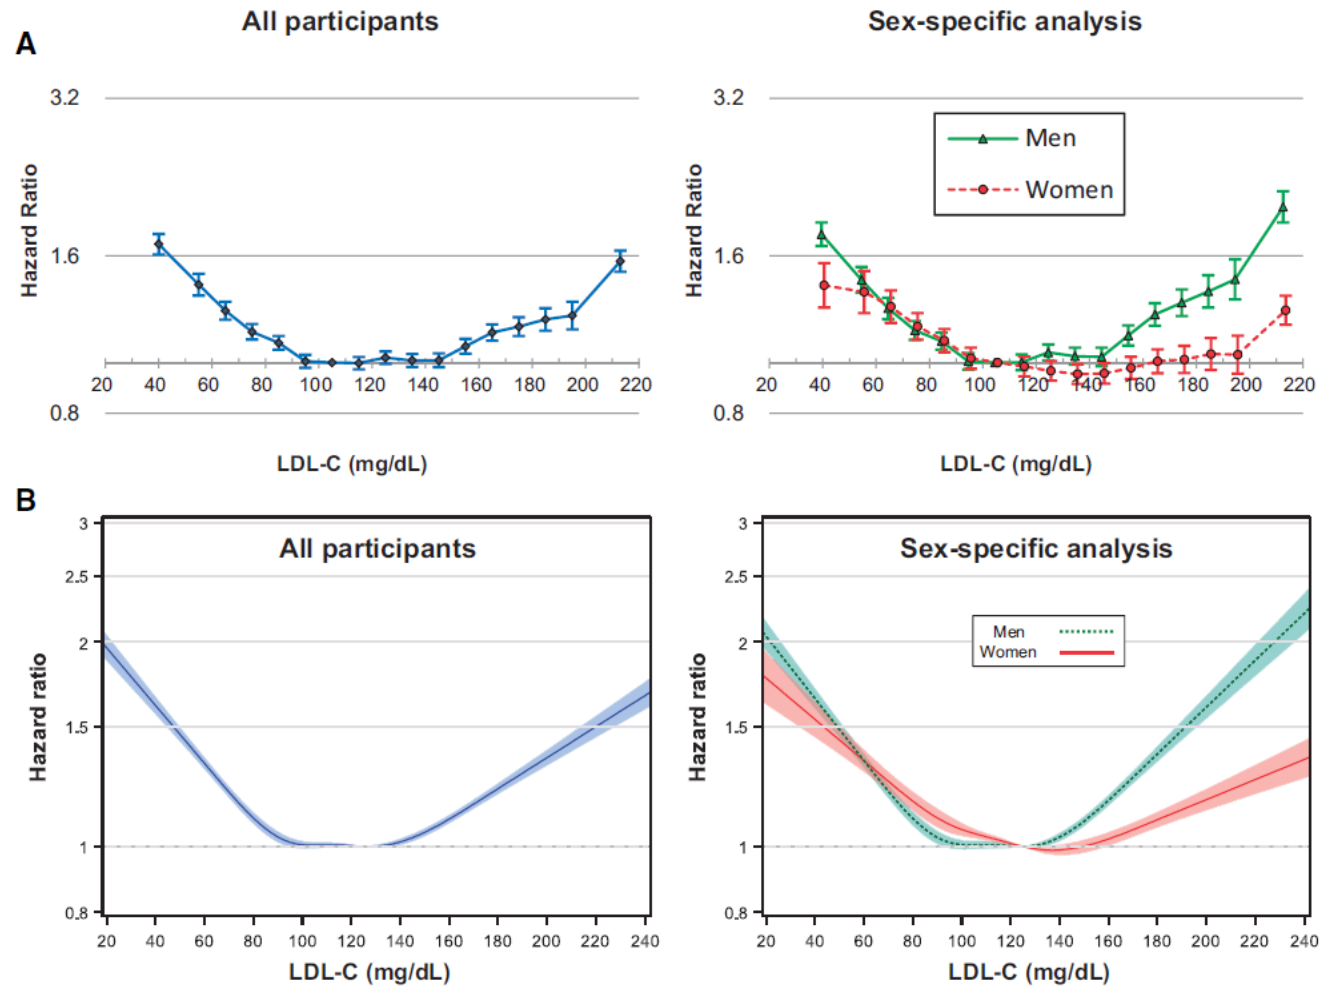 All participants
Sex-specific analysis
A
3.2
1.6
0.8
Hazard Ratio
20 40 60 80 100 120 140 160 180 200 220
LDL-C (mg/dL)
3.2
1.6
0.8
Hazard Ratio
Men
Women
20 40 60 80 100 120 140 160 180 200 220
LDL-C (mg/dL)
B
All participants
3
2.5
2
1.5
1
0.8
Hazard ratio
20 40 60 80 100 120 140 160 180 200 220 240
LDL-C (mg/dL)
Sex-specific analysis
3
2.5
2
1.5
1
0.8
Hazard ratio
Men
Women
20 40 60 80 100 120 140 160 180 200 220 240
LDL-C (mg/dL)